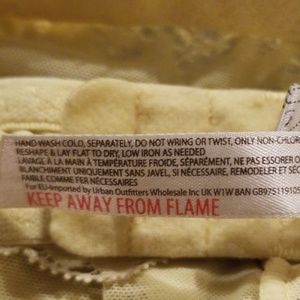 HAND WASH COLD, SEPARATELY, DO NOT WRING OR TWIST, ONLY NON-CHLOR
RESHAPE & LAY FLAT TO DRY, LOW IRON AS NEEDED
LAVAGE À LA MAIN À TEMPÉRATURE FROIDE, SÉPARÉMENT, NE PAS ESSORER O
BLANCHIMENT UNIQUEMENT SANS JAVEL, SI NÉCESSAIRE, REMODELER ET SÉC
FAIBLE COMME FER NÉCESSAIRES
For EU-Imported by Urban Outfitters Wholesale Inc UK W1W 8AN GB975119105
KEEP AWAY FROM FLAME